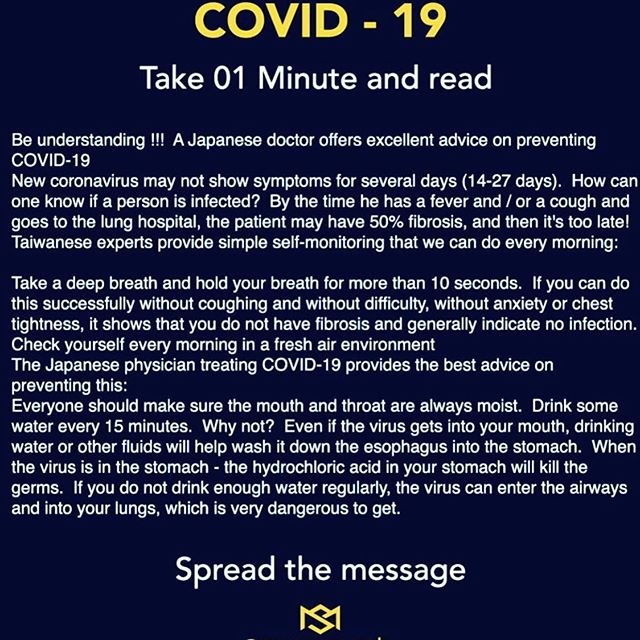 COVID - 19
Take 01 Minute and read
Be understanding !!!  A Japanese doctor offers excellent advice on preventing
COVID-19
New coronavirus may not show symptoms for several days (14-27 days).  How can
one know if a person is infected?  By the time he has a fever and / or a cough and
goes to the lung hospital, the patient may have 50% fibrosis, and then it's too late!
Taiwanese experts provide simple self-monitoring that we can do every morning:
Take a deep breath and hold your breath for more than 10 seconds.  If you can do
this successfully without coughing and without difficulty, without anxiety or chest
tightness, it shows that you do not have fibrosis and generally indicate no infection.
Check yourself every morning in a fresh air environment
The Japanese physician treating COVID-19 provides the best advice on
preventing this:
Everyone should make sure the mouth and throat are always moist.  Drink some
water every 15 minutes.  Why not?  Even if the virus gets into your mouth, drinking
water or other fluids will help wash it down the esophagus into the stomach.  When
the virus is in the stomach - the hydrochloric acid in your stomach will kill the
germs.  If you do not drink enough water regularly, the virus can enter the airways
and into your lungs, which is very dangerous to get.
Spread the message